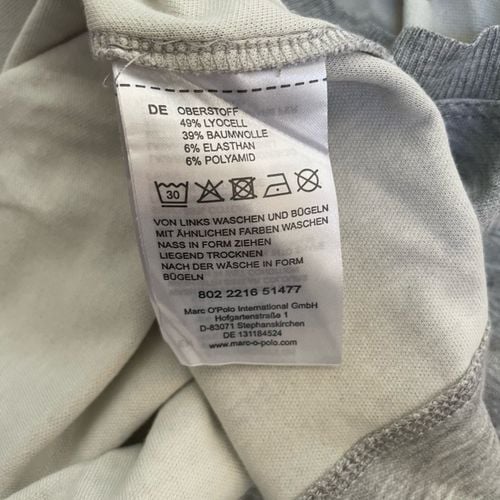 DE OBERSTOFF
49% LYOCELL
39% BAUMWOLLE
6% ELASTHAN
6% POLYAMID
30
VON LINKS WASCHEN UND BÜGELN
MIT ÄHNLICHEN FARBEN WASCHEN
NASS IN FORM ZIEHEN
LIEGEND TROCKNEN
NACH DER WÄSCHE IN FORM
BÜGELN
802 2216 51477
Marc O'Polo International GmbH
Hofgartenstraße 1
D-83071 Stephanskirchen
DE 131184524
www.marc-o-polo.com